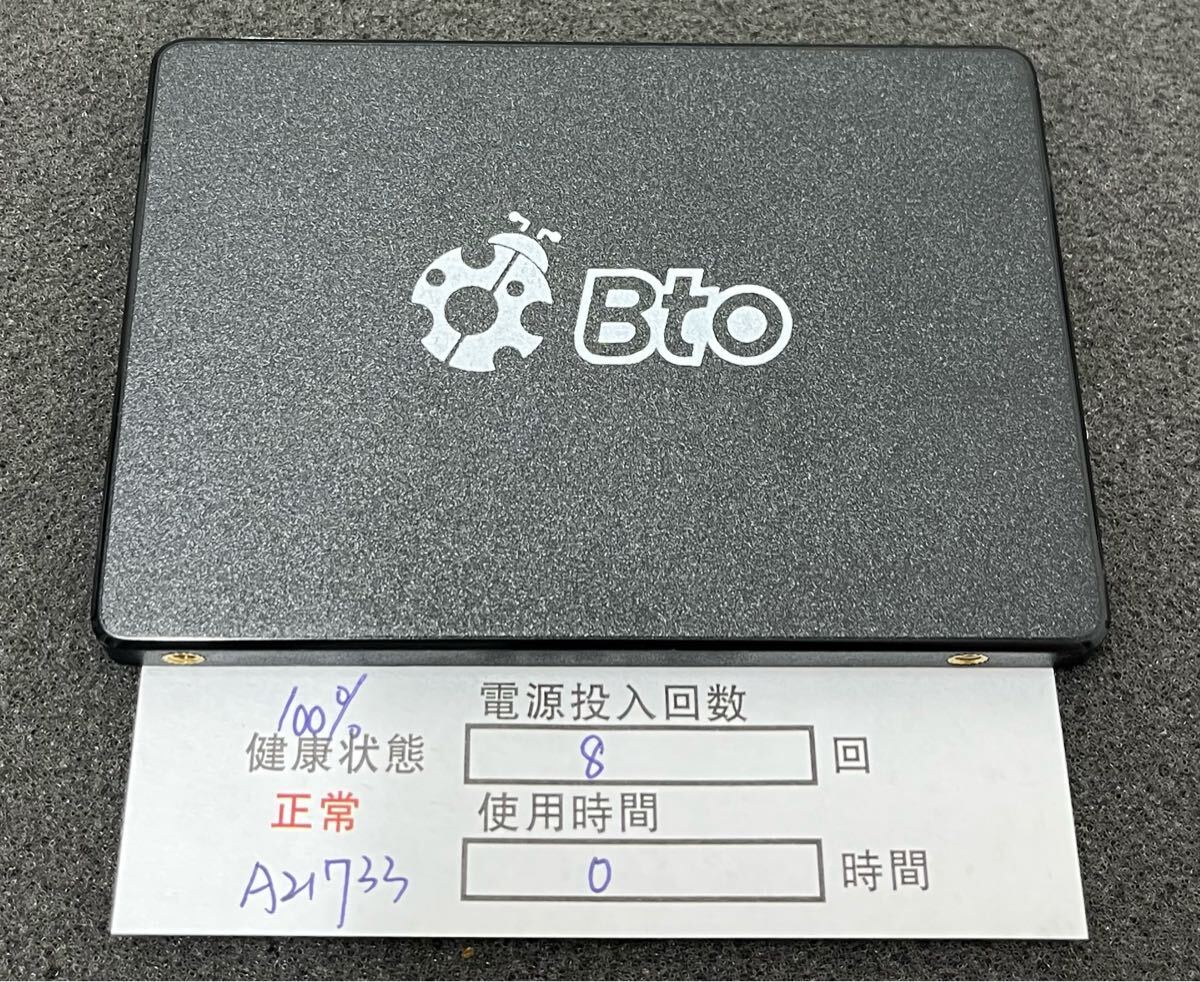 Bto
100%
健康状態
正常
A21733
電源投入回数
8 回
使用時間
0 時間